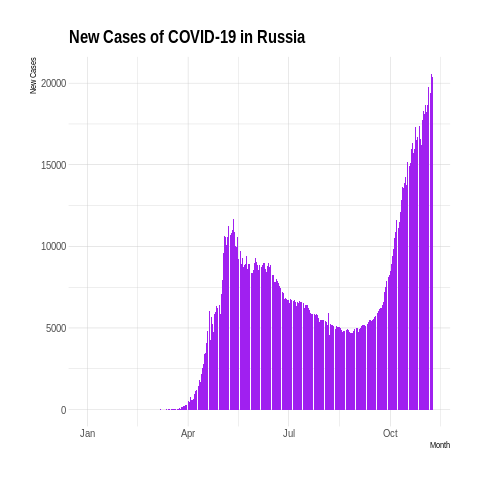 New Cases of COVID-19 in Russia
New Cases
20000
15000
10000
5000
0
Jan Apr Jul Oct
Month